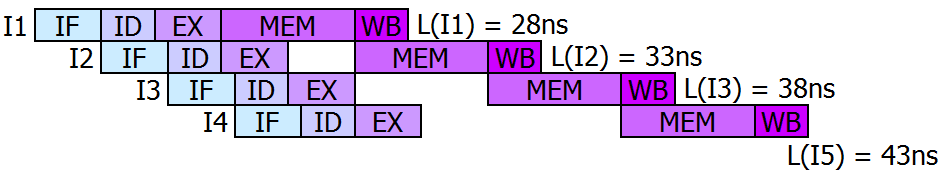 I1 IF ID EX MEM WB L(I1) = 28ns
I2 IF ID EX MEM WB L(I2) = 33ns
I3 IF ID EX MEM WB L(I3) = 38ns
I4 IF ID EX MEM WB
L(I5) = 43ns